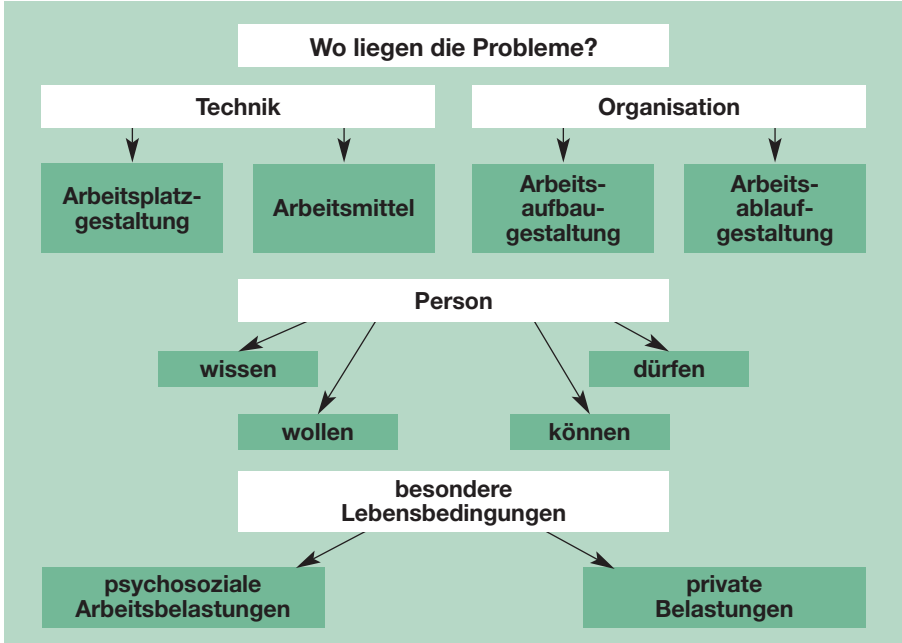 Wo liegen die Probleme?
Technik
Organisation
Arbeitsplatz-
gestaltung
Arbeitsmittel
Arbeits-
aufbau-
gestaltung
Arbeits-
ablauf-
gestaltung
Person
wissen
dürfen
wollen
können
besondere
Lebensbedingungen
psychosoziale
Arbeitsbelastungen
private
Belastungen